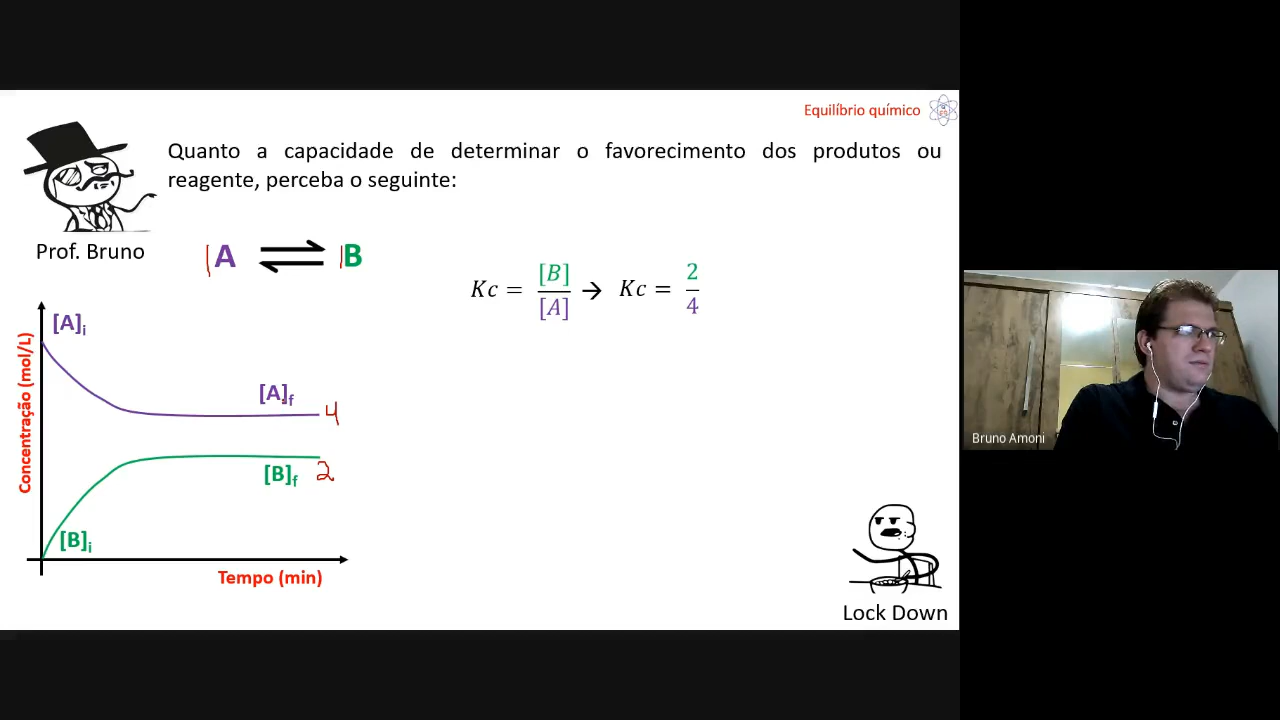 Equilíbrio químico
Quanto a capacidade de determinar o favorecimento dos produtos ou
reagente, perceba o seguinte:
Prof. Bruno
1A ⇌ 1B
Kc = [B]/[A] → Kc = 2/4
Concentração (mol/L)
[A]i
[A]f 4
[B]f 2
[B]i
Tempo (min)
Lock Down
Bruno Amoni